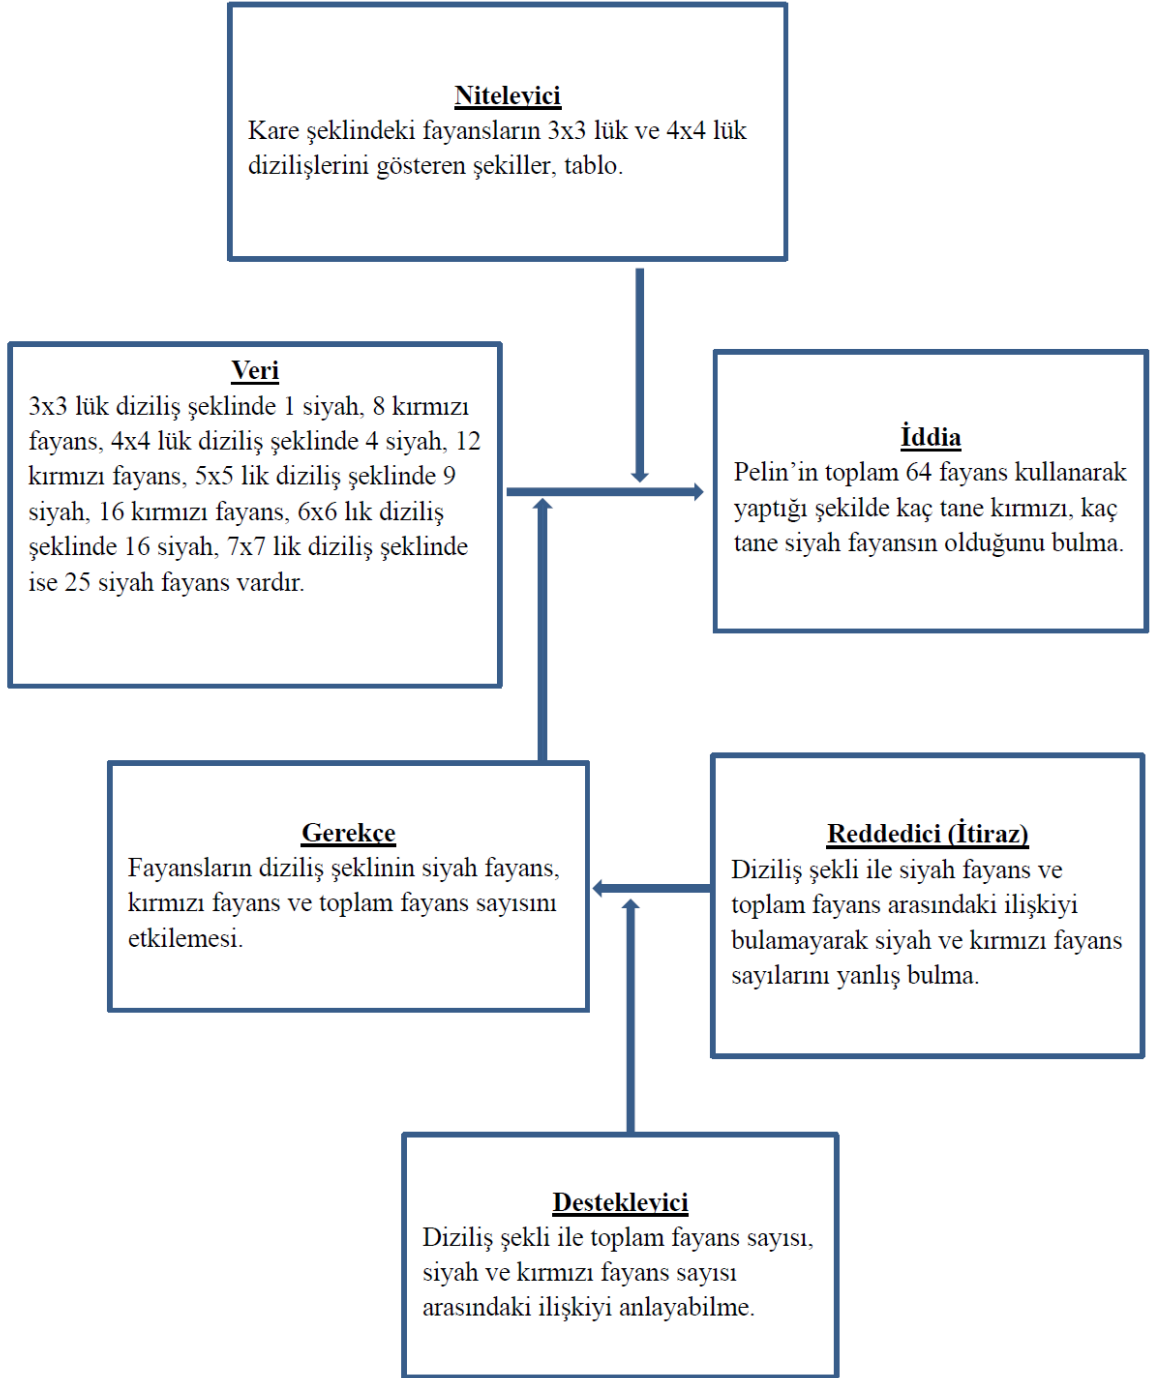 Niteleyici
Kare şeklindeki fayansların 3x3 lük ve 4x4 lük
dizilişlerini gösteren şekiller, tablo.
Veri
3x3 lük diziliş şeklinde 1 siyah, 8 kırmızı
fayans, 4x4 lük diziliş şeklinde 4 siyah, 12
kırmızı fayans, 5x5 lik diziliş şeklinde 9
siyah, 16 kırmızı fayans, 6x6 lık diziliş
şeklinde 16 siyah, 7x7 lik diziliş şeklinde
ise 25 siyah fayans vardır.
İddia
Pelin’in toplam 64 fayans kullanarak
yaptığı şekilde kaç tane kırmızı, kaç
tane siyah fayansın olduğunu bulma.
Gerekçe
Fayansların diziliş şeklinin siyah fayans,
kırmızı fayans ve toplam fayans sayısını
etkilemesi.
Reddedici (İtiraz)
Diziliş şekli ile siyah fayans ve
toplam fayans arasındaki ilişkiyi
bulamayarak siyah ve kırmızı fayans
sayılarını yanlış bulma.
Destekleyici
Diziliş şekli ile toplam fayans sayısı,
siyah ve kırmızı fayans sayısı
arasındaki ilişkiyi anlayabilme.